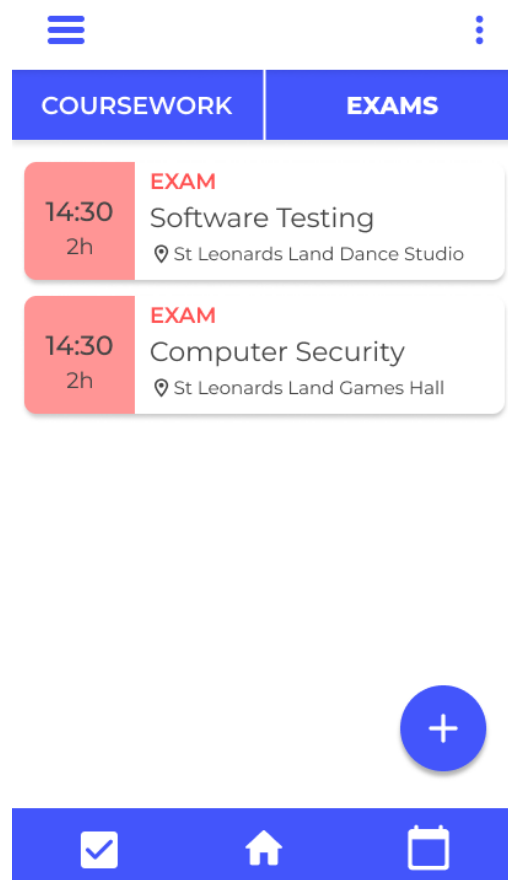 COURSEWORK EXAMS
EXAM
14:30
Software Testing
2h
St Leonards Land Dance Studio
EXAM
14:30
Computer Security
2h
St Leonards Land Games Hall